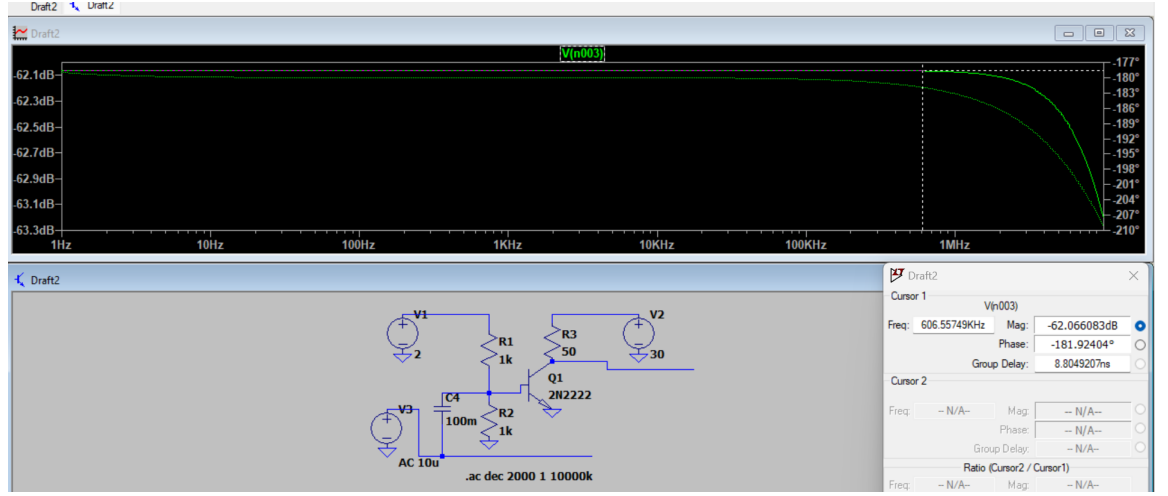 Draft2 Draft2
Draft2
V(n003)
-62.1dB -177°
-62.3dB -180°
-62.5dB -183°
-62.7dB -186°
-62.9dB -189°
-63.1dB -192°
-63.3dB -195°
-198°
-201°
-204°
-207°
-210°
1Hz 10Hz 100Hz 1KHz 10KHz 100KHz 1MHz
Draft2
V1
2
R1
1k
R3
50
V2
30
Q1
2N2222
C4
100m
R2
1k
V3
AC 10u
.ac dec 2000 1 10000k
Draft2
Cursor 1
V(n003)
Freq: 606.55749KHz Mag: -62.066083dB
Phase: -181.92404°
Group Delay: 8.8049207ns
Cursor 2
Freq: -- N/A-- Mag: -- N/A--
Phase: -- N/A--
Group Delay: -- N/A--
Ratio (Cursor2 / Cursor1)
Freq: -- N/A-- Mag: -- N/A--